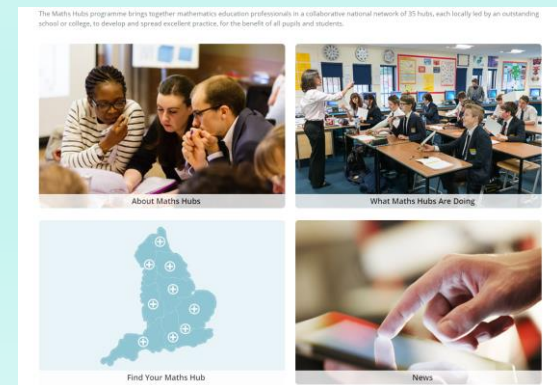 The Maths Hubs programme brings together mathematics education professionals in a collaborative national network of 35 hubs, each locally led by an outstanding
school or college, to develop and spread excellent practice, for the benefit of all pupils and students.
About Maths Hubs
What Maths Hubs Are Doing
Find Your Maths Hub
News